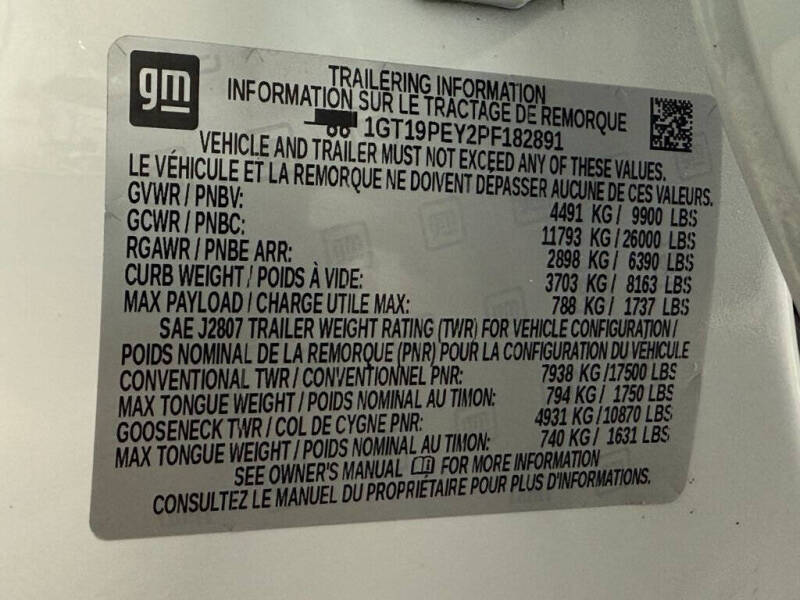 gm
TRAILERING INFORMATION
INFORMATION SUR LE TRACTAGE DE REMORQUE
1GT19PEY2PF182891
VEHICLE AND TRAILER MUST NOT EXCEED ANY OF THESE VALUES.
LE VÉHICULE ET LA REMORQUE NE DOIVENT DÉPASSER AUCUNE DE CES VALEURS.
GVWR / PNBV: 4491 KG / 9900 LBS
GCWR / PNBC: 11793 KG / 26000 LBS
RGAWR / PNBE ARR: 2898 KG / 6390 LBS
CURB WEIGHT / POIDS À VIDE: 3703 KG / 8163 LBS
MAX PAYLOAD / CHARGE UTILE MAX: 788 KG / 1737 LBS
SAE J2807 TRAILER WEIGHT RATING (TWR) FOR VEHICLE CONFIGURATION /
POIDS NOMINAL DE LA REMORQUE (PNR) POUR LA CONFIGURATION DU VÉHICULE
CONVENTIONAL TWR / CONVENTIONNEL PNR: 7938 KG / 17500 LBS
MAX TONGUE WEIGHT / POIDS NOMINAL AU TIMON: 794 KG / 1750 LBS
GOOSENECK TWR / COL DE CYGNE PNR: 4931 KG / 10870 LBS
MAX TONGUE WEIGHT / POIDS NOMINAL AU TIMON: 740 KG / 1631 LBS
SEE OWNER'S MANUAL FOR MORE INFORMATION
CONSULTEZ LE MANUEL DU PROPRIÉTAIRE POUR PLUS D'INFORMATIONS.